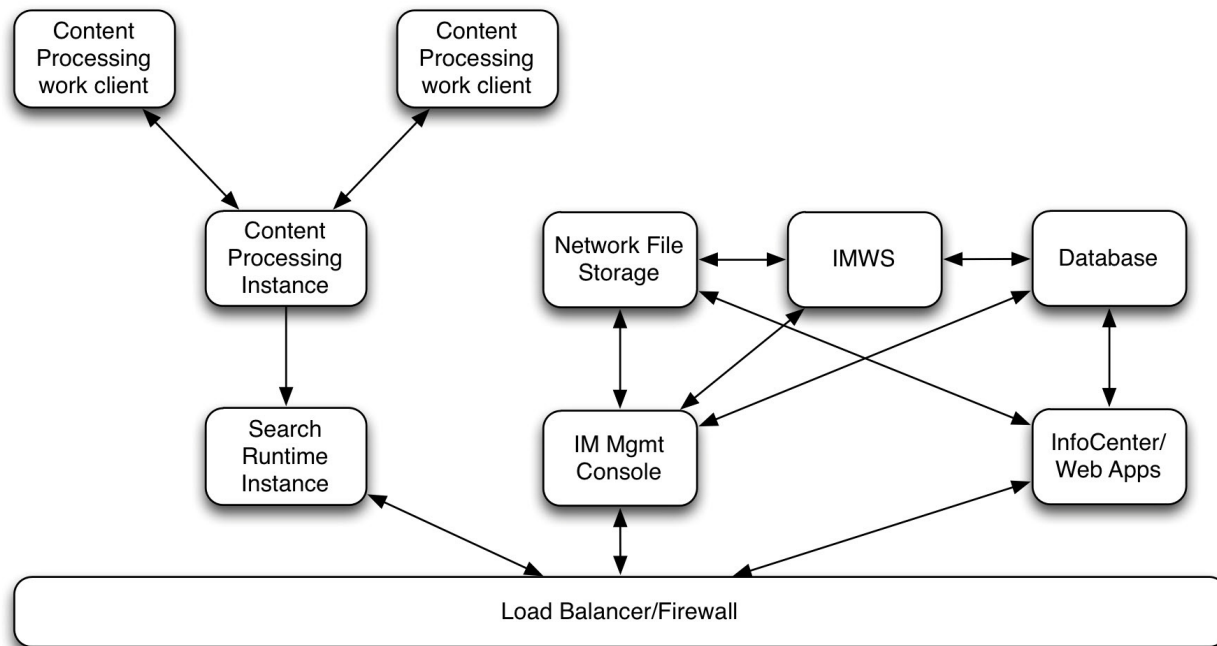 Content
Processing
work client
Content
Processing
work client
Content
Processing
Instance
Network File
Storage
IMWS
Database
Search
Runtime
Instance
IM Mgmt
Console
InfoCenter/
Web Apps
Load Balancer/Firewall